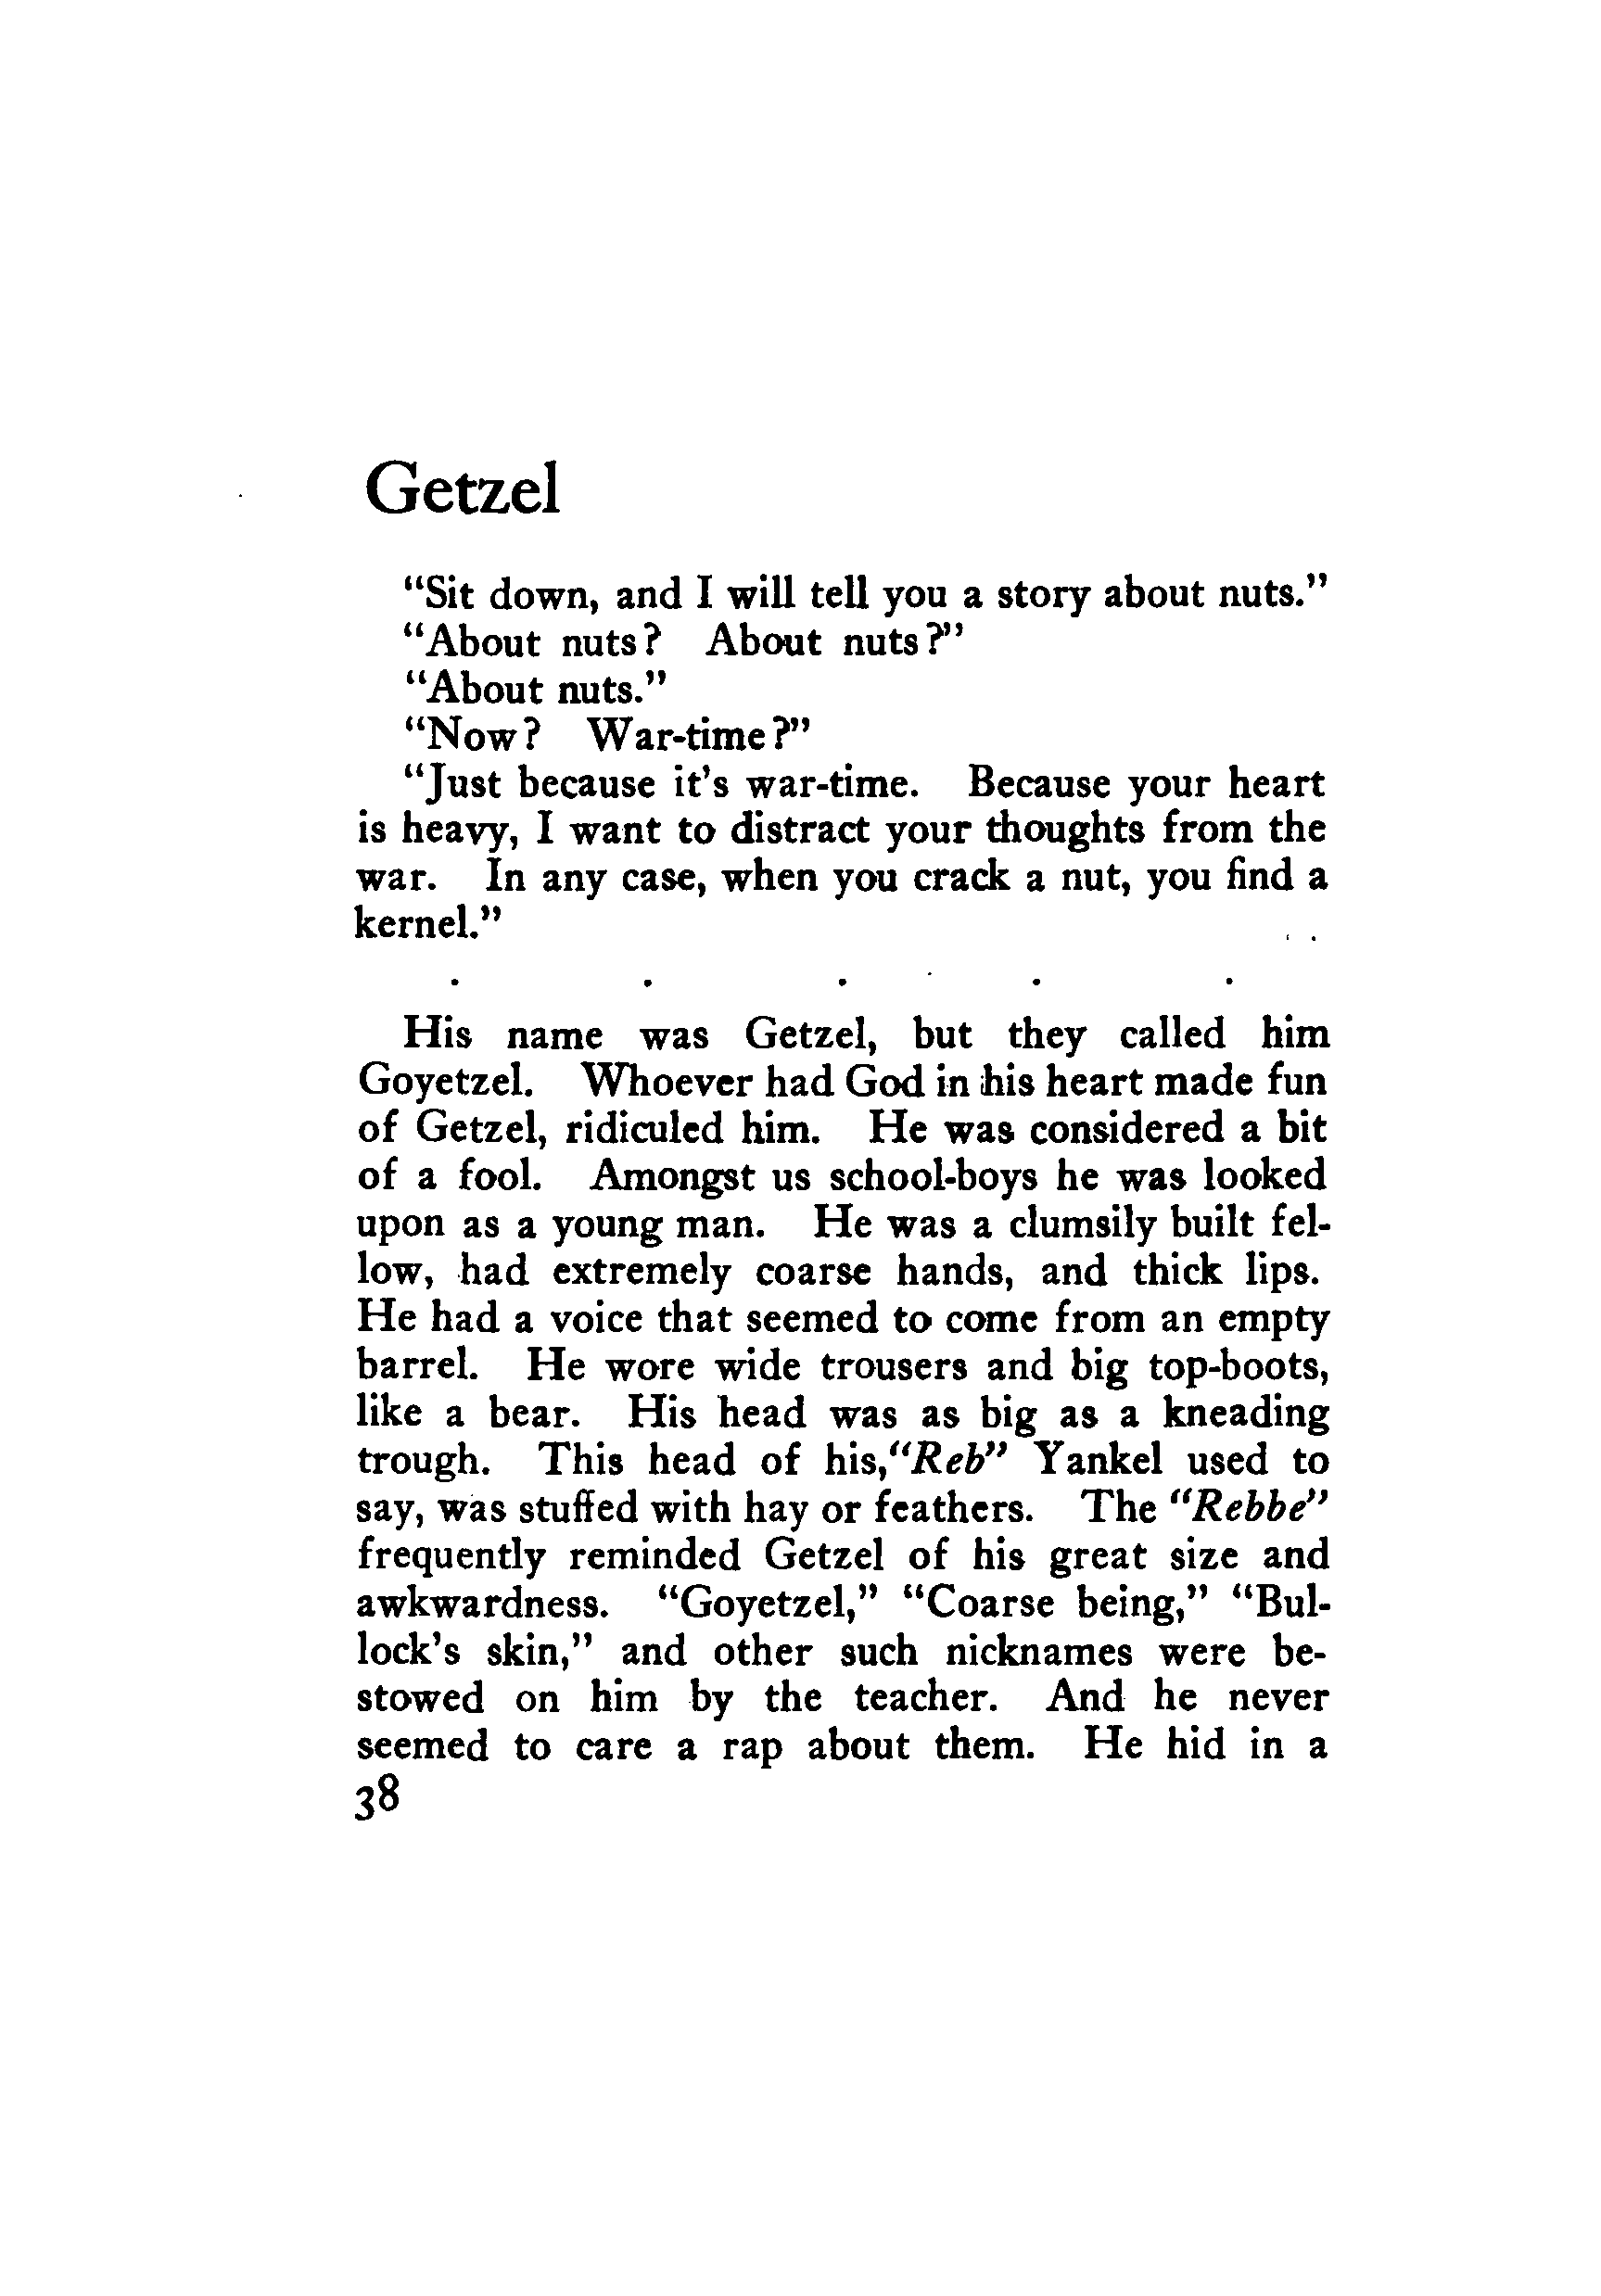 Getzel
“Sit down, and I will tell you a story about nuts.”
“About nuts? About nuts?”
“About nuts.”
“Now? War-time?”
“Just because it’s war-time. Because your heart
is heavy, I want to distract your thoughts from the
war. In any case, when you crack a nut, you find a
kernel.”
. . . . .
His name was Getzel, but they called him
Goyetzel. Whoever had God in his heart made fun
of Getzel, ridiculed him. He was considered a bit
of a fool. Amongst us school-boys he was looked
upon as a young man. He was a clumsily built fel-
low, had extremely coarse hands, and thick lips.
He had a voice that seemed to come from an empty
barrel. He wore wide trousers and big top-boots,
like a bear. His head was as big as a kneading
trough. This head of his,“Reb” Yankel used to
say, was stuffed with hay or feathers. The “Rebbe”
frequently reminded Getzel of his great size and
awkwardness. “Goyetzel,” “Coarse being,” “Bul-
lock’s skin,” and other such nicknames were be-
stowed on him by the teacher. And he never
seemed to care a rap about them. He hid in a
38